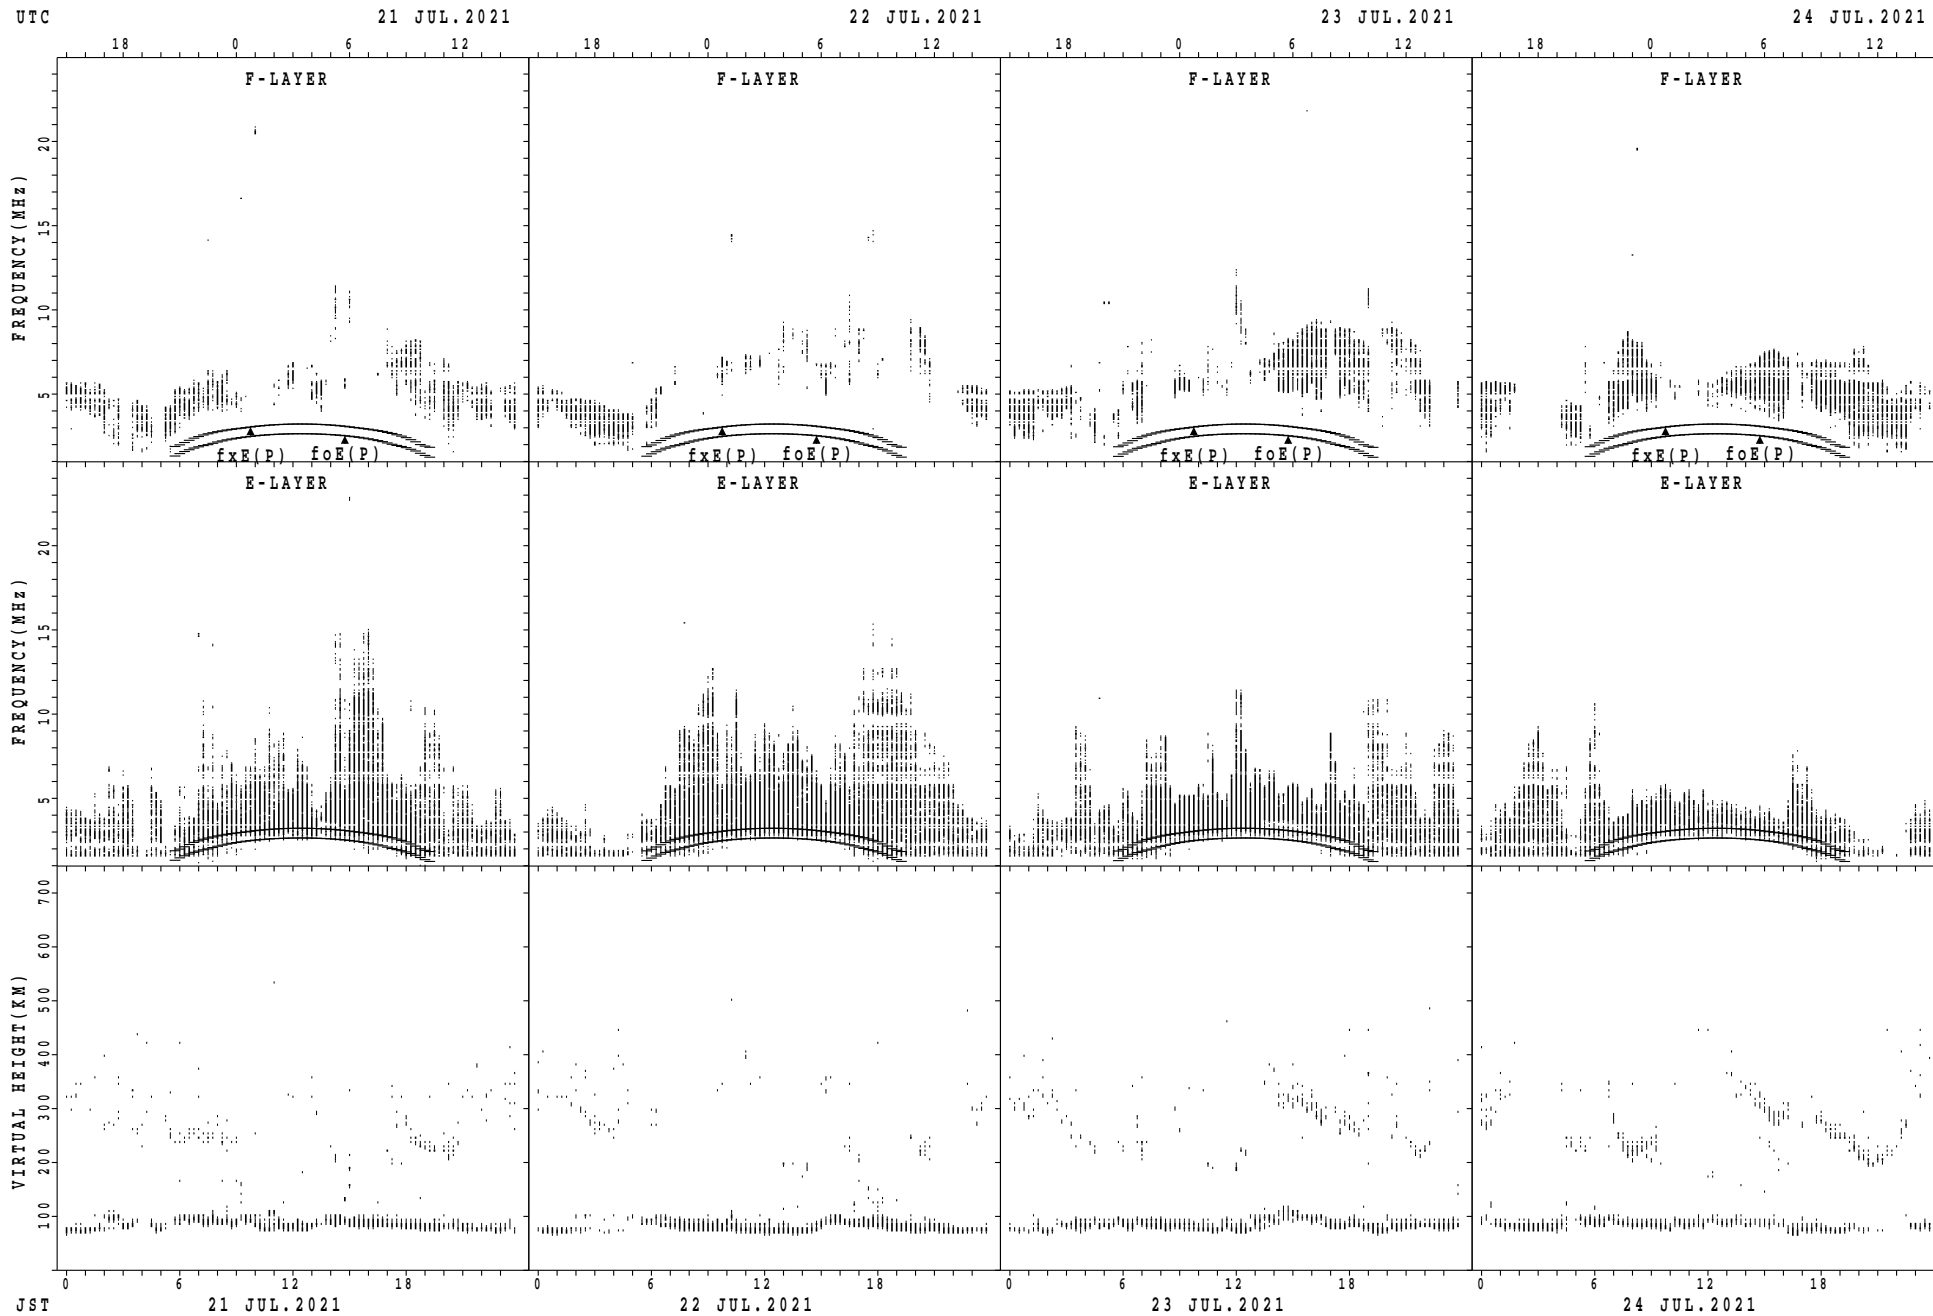 UTC 21 JUL.2021 22 JUL.2021 23 JUL.2021 24 JUL.2021
18 0 6 12 18 0 6 12 18 0 6 12 18 0 6 12
F-LAYER F-LAYER F-LAYER F-LAYER
FREQUENCY(MHz)
20
15
10
5
fxE(P) foE(P) fxE(P) foE(P) fxE(P) foE(P) fxE(P) foE(P)
E-LAYER E-LAYER E-LAYER E-LAYER
FREQUENCY(MHz)
20
15
10
5
VIRTUAL HEIGHT(KM)
700
600
500
400
300
200
100
0 6 12 18 0 6 12 18 0 6 12 18 0 6 12 18
JST 21 JUL.2021 22 JUL.2021 23 JUL.2021 24 JUL.2021